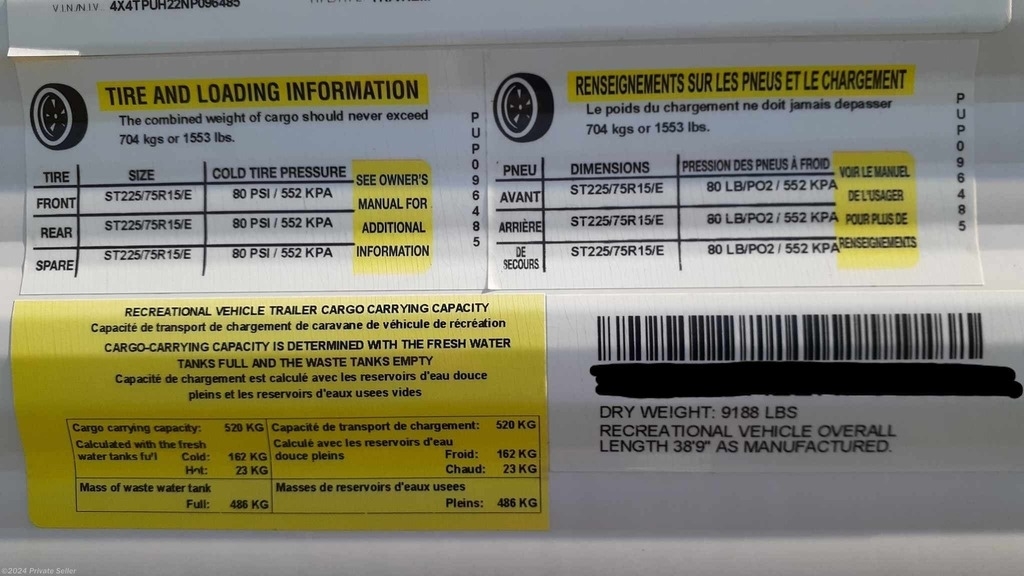 V.I.N./N.I.V. 4X4TPUH22NP096485
TIRE AND LOADING INFORMATION
The combined weight of cargo should never exceed
704 kgs or 1553 lbs.
TIRE SIZE COLD TIRE PRESSURE
FRONT ST225/75R15/E 80 PSI / 552 KPA
REAR ST225/75R15/E 80 PSI / 552 KPA
SPARE ST225/75R15/E 80 PSI / 552 KPA
SEE OWNER'S
MANUAL FOR
ADDITIONAL
INFORMATION
PUP096485
RENSEIGNEMENTS SUR LES PNEUS ET LE CHARGEMENT
Le poids du chargement ne doit jamais depasser
704 kgs or 1553 lbs.
PNEU DIMENSIONS PRESSION DES PNEUS À FROID
AVANT ST225/75R15/E 80 LB/PO2 / 552 KPA
ARRIÈRE ST225/75R15/E 80 LB/PO2 / 552 KPA
DE SECOURS ST225/75R15/E 80 LB/PO2 / 552 KPA
VOIR LE MANUEL
DE L'USAGER
POUR PLUS DE
RENSEIGNEMENTS
PUP096485
RECREATIONAL VEHICLE TRAILER CARGO CARRYING CAPACITY
Capacité de transport de chargement de caravane de véhicule de récréation
CARGO-CARRYING CAPACITY IS DETERMINED WITH THE FRESH WATER
TANKS FULL AND THE WASTE TANKS EMPTY
Capacité de chargement est calculé avec les reservoirs d'eau douce
pleins et les reservoirs d'eaux usees vides
Cargo carrying capacity: 520 KG
Calculated with the fresh
water tanks full Cold: 162 KG
Hot: 23 KG
Mass of waste water tank
Full: 486 KG
Capacité de transport de chargement: 520 KG
Calculé avec les reservoirs d'eau
douce pleins Froid: 162 KG
Chaud: 23 KG
Masses de reservoirs d'eaux usees
Pleins: 486 KG
DRY WEIGHT: 9188 LBS
RECREATIONAL VEHICLE OVERALL
LENGTH 38'9" AS MANUFACTURED.
©2024 Private Seller